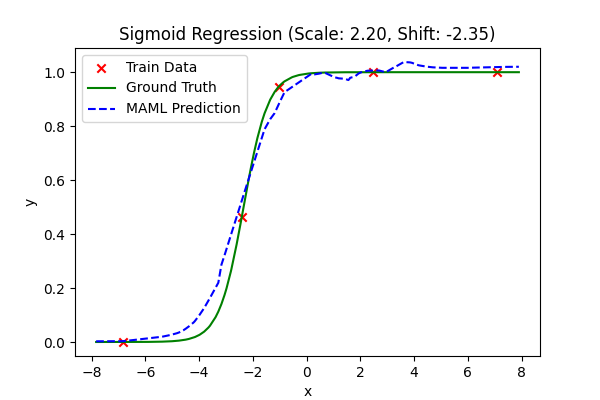 Sigmoid Regression (Scale: 2.20, Shift: -2.35)
Train Data
Ground Truth
MAML Prediction
1.0
0.8
0.6
0.4
0.2
0.0
y
−8 −6 −4 −2 0 2 4 6 8
x